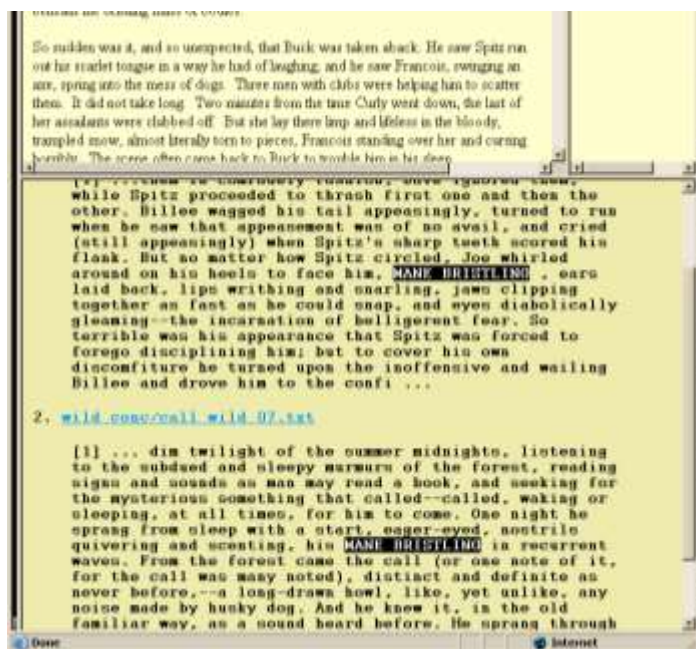 So sudden was it, and so unexpected, that Buck was taken aback. He saw Spitz run
out his scarlet tongue in a way he had of laughing; and he saw Francois, swinging an
axe, spring into the mess of dogs. Three men with clubs were helping him to scatter
them. It did not take long. Two minutes from the time Curly went down, the last of
her assailants were clubbed off. But she lay there limp and lifeless in the bloody,
trampled snow, almost literally torn to pieces, Francois standing over her and cursing
horribly. The scene often came back to Buck to trouble him in his sleep.
while Spitz proceeded to thrash first one and then the
other. Billee wagged his tail appeasingly, turned to run
when he saw that appeasement was of no avail, and cried
(still appeasingly) when Spitz's sharp teeth scored his
flank. But no matter how Spitz circled, Joe whirled
around on his heels to face him, MANE BRISTLING , ears
laid back, lips writhing and snarling, jaws clipping
together as fast as he could snap, and eyes diabolically
gleaming--the incarnation of belligerent fear. So
terrible was his appearance that Spitz was forced to
forego disciplining him; but to cover his own
discomfiture he turned upon the inoffensive and wailing
Billee and drove him to the confi ...
2. wild_conc/call_wild_07.txt
[1] ... dim twilight of the summer midnights, listening
to the subdued and sleepy murmurs of the forest, reading
signs and sounds as man may read a book, and seeking for
the mysterious something that called--called, waking or
sleeping, at all times, for him to come. One night he
sprang from sleep with a start, eager-eyed, nostrils
quivering and scenting, his MANE BRISTLING in recurrent
waves. From the forest came the call (or one note of it,
for the call was many noted), distinct and definite as
never before,--a long-drawn howl, like, yet unlike, any
noise made by husky dog. And he knew it, in the old
familiar way, as a sound heard before. He sprang through
Done
Internet